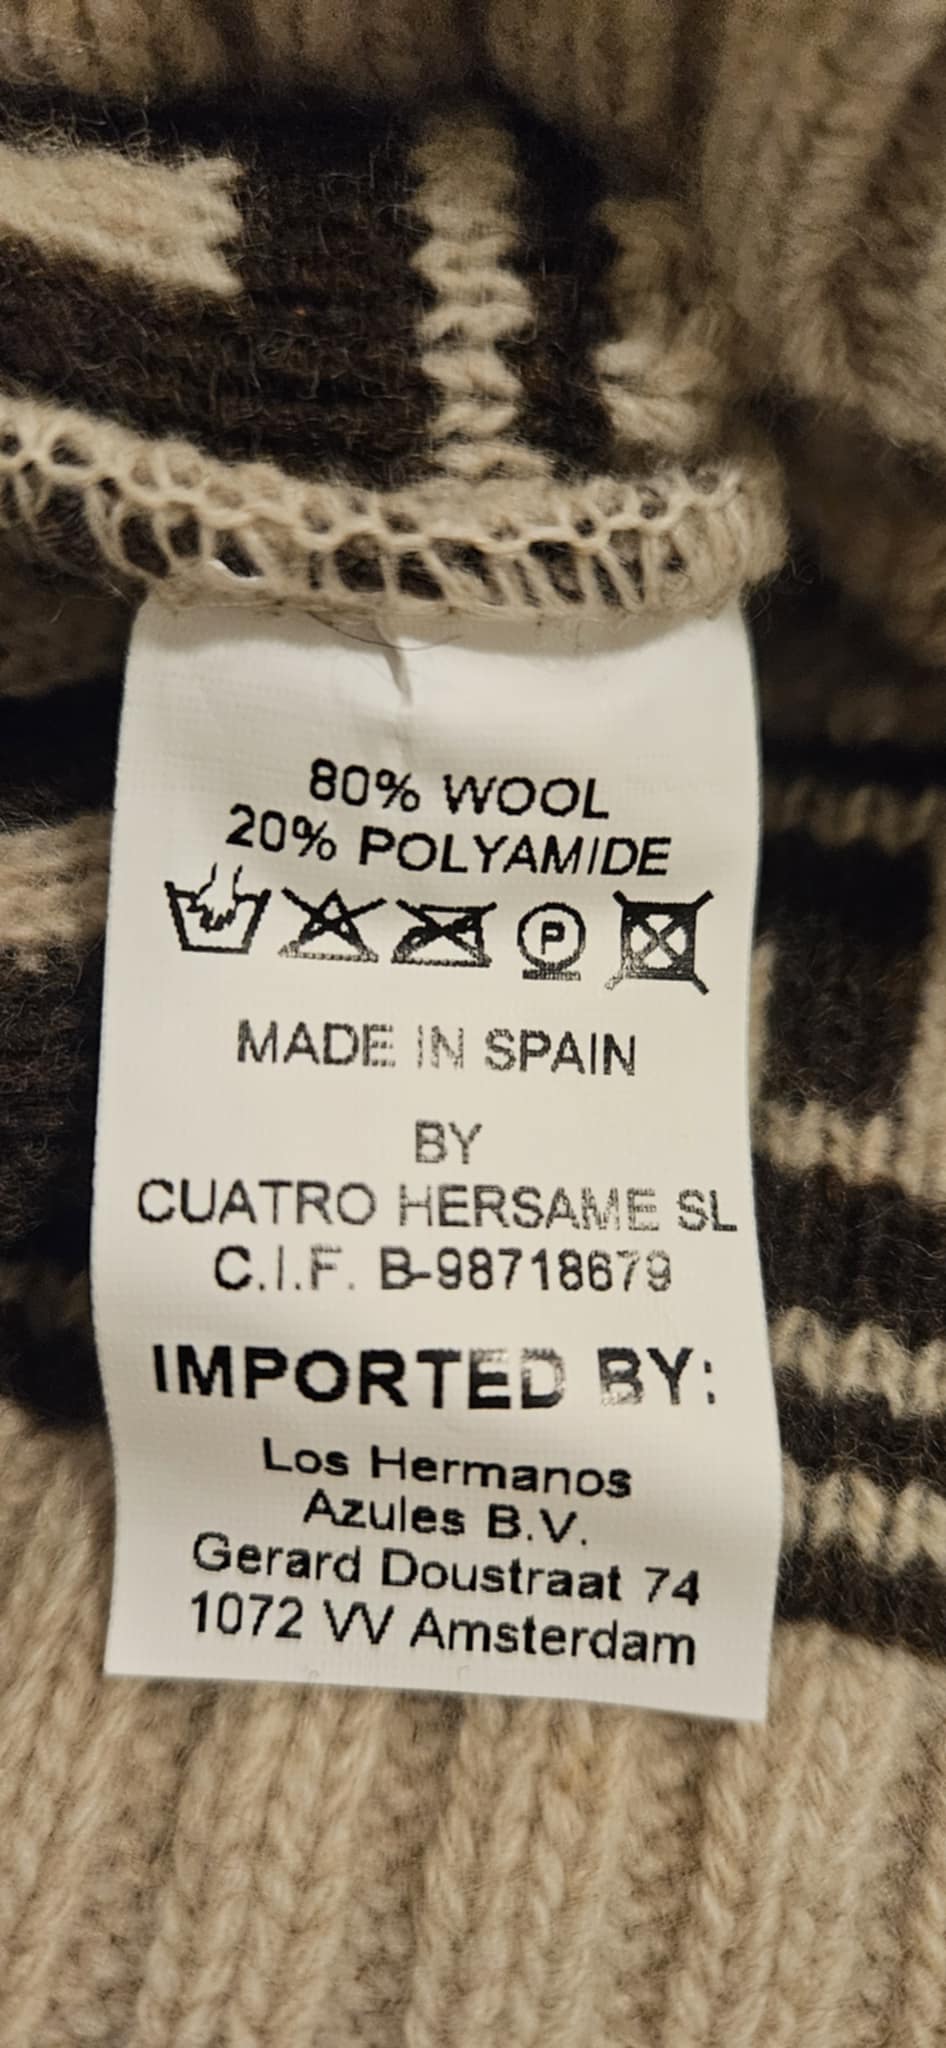 80% WOOL
20% POLYAMIDE
P
MADE IN SPAIN
BY
CUATRO HERSAME SL
C.I.F. B-98718679
IMPORTED BY:
Los Hermanos
Azules B.V.
Gerard Doustraat 74
1072 VV Amsterdam